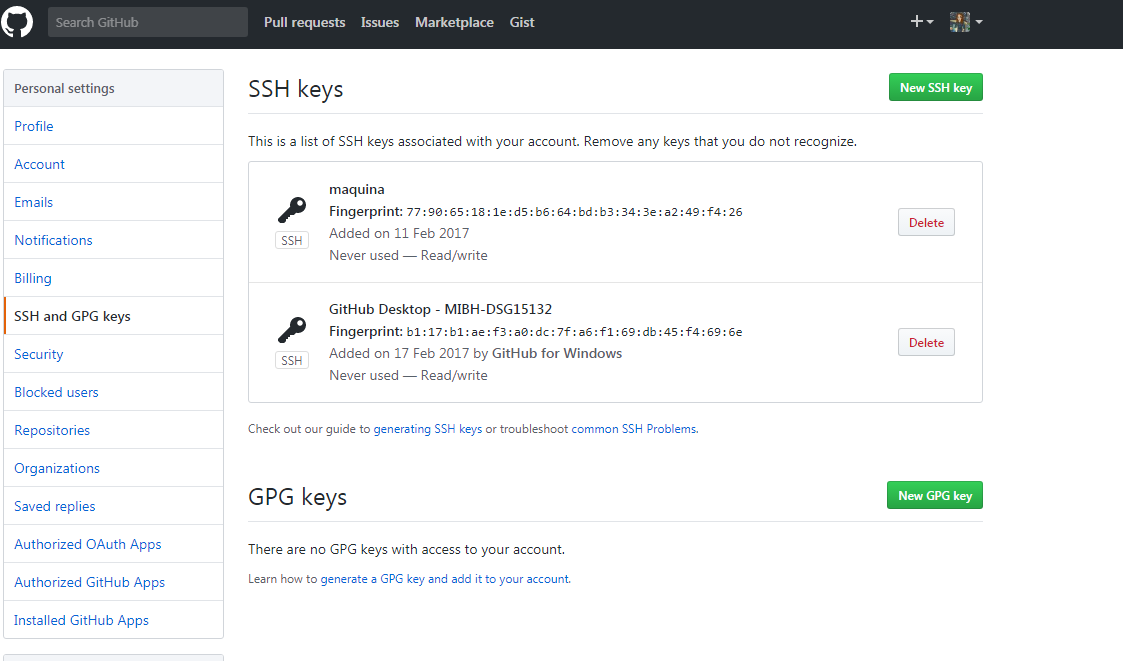 Search GitHub
Pull requests
Issues
Marketplace
Gist
Personal settings
Profile
Account
Emails
Notifications
Billing
SSH and GPG keys
Security
Blocked users
Repositories
Organizations
Saved replies
Authorized OAuth Apps
Authorized GitHub Apps
Installed GitHub Apps
SSH keys
New SSH key
This is a list of SSH keys associated with your account. Remove any keys that you do not recognize.
SSH
maquina
Fingerprint: 77:90:65:18:1e:d5:b6:64:bd:b3:34:3e:a2:49:f4:26
Added on 11 Feb 2017
Never used — Read/write
Delete
SSH
GitHub Desktop - MIBH-DSG15132
Fingerprint: b1:17:b1:ae:f3:a0:dc:7f:a6:f1:69:db:45:f4:69:6e
Added on 17 Feb 2017 by GitHub for Windows
Never used — Read/write
Delete
Check out our guide to generating SSH keys or troubleshoot common SSH Problems.
GPG keys
New GPG key
There are no GPG keys with access to your account.
Learn how to generate a GPG key and add it to your account.